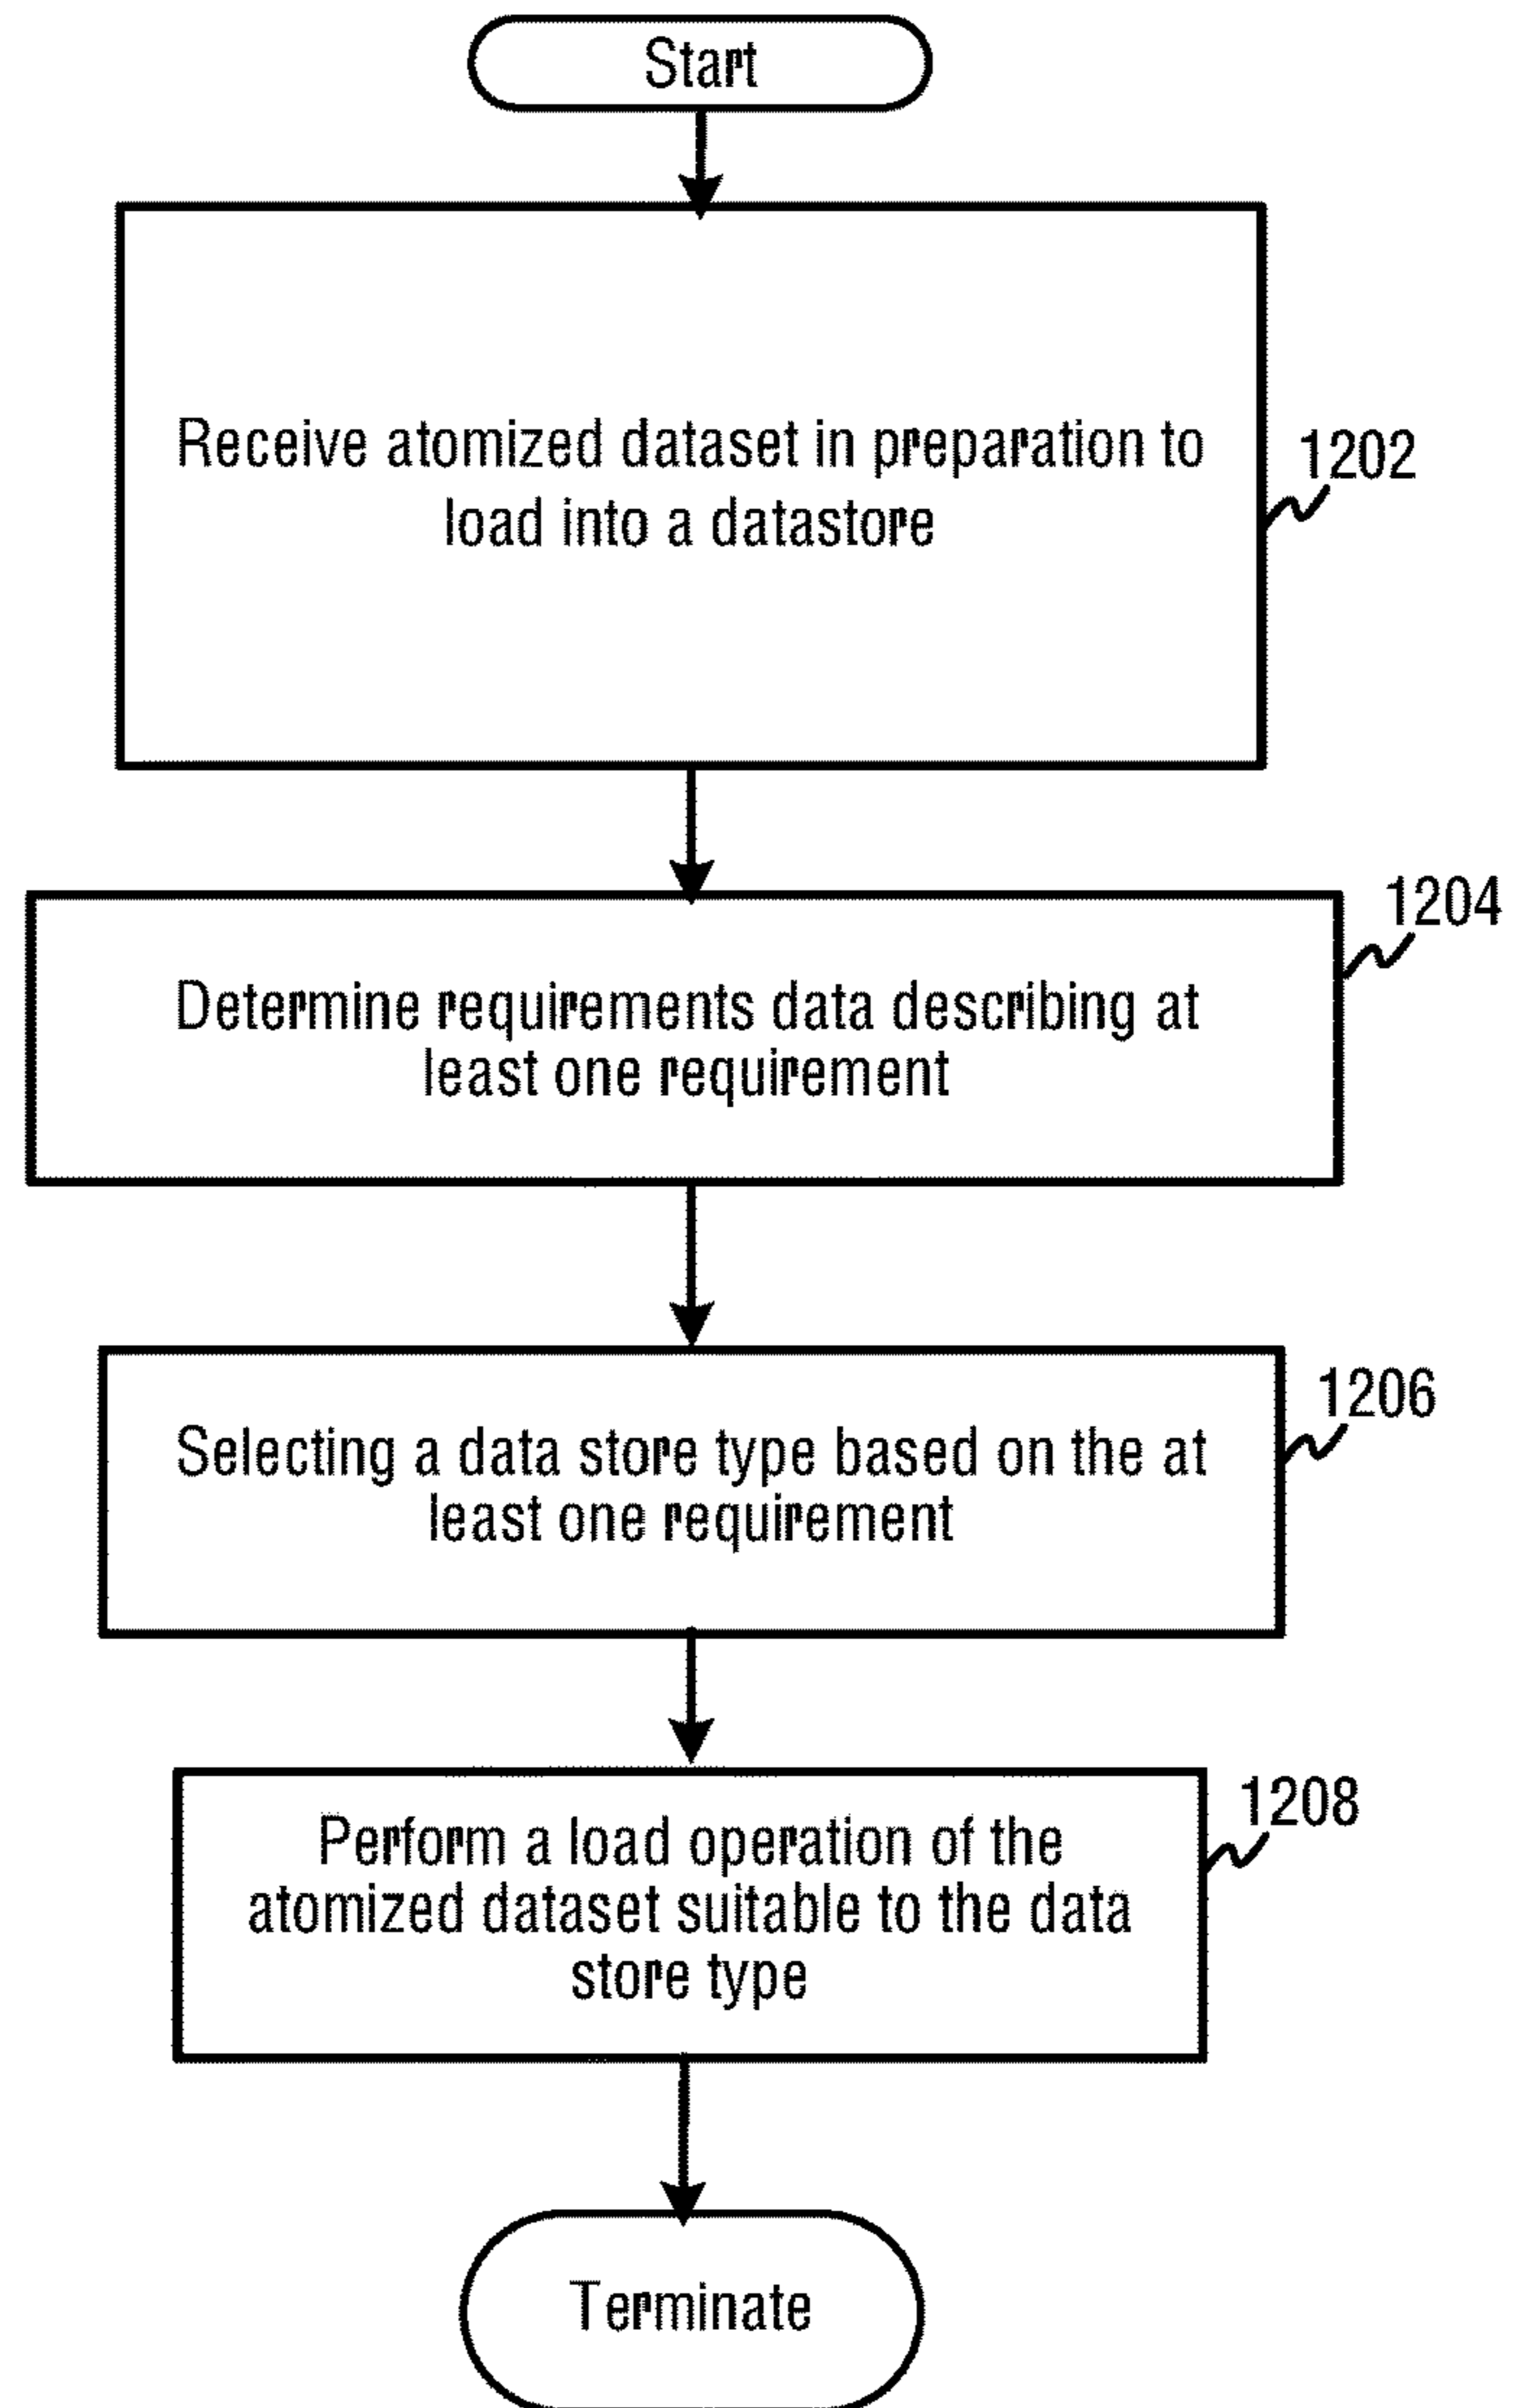 Start
Receive atomized dataset in preparation to
load into a datastore
1202
1204
Determine requirements data describing at
least one requirement
1206
Selecting a data store type based on the at
least one requirement
1208
Perform a load operation of the
atomized dataset suitable to the data
store type
Terminate